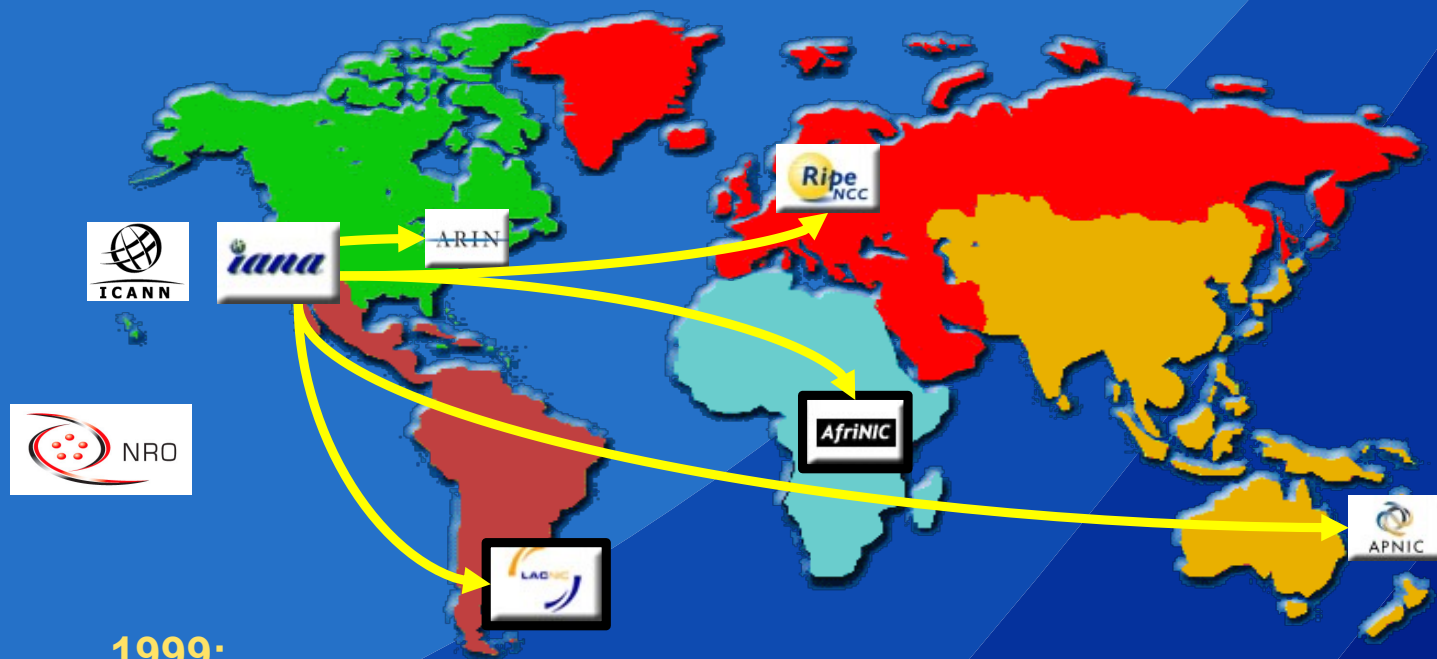 Ripe
NCC
ARIN
iana
ICANN
AfriNIC
NRO
APNIC
LACNIC
1999: